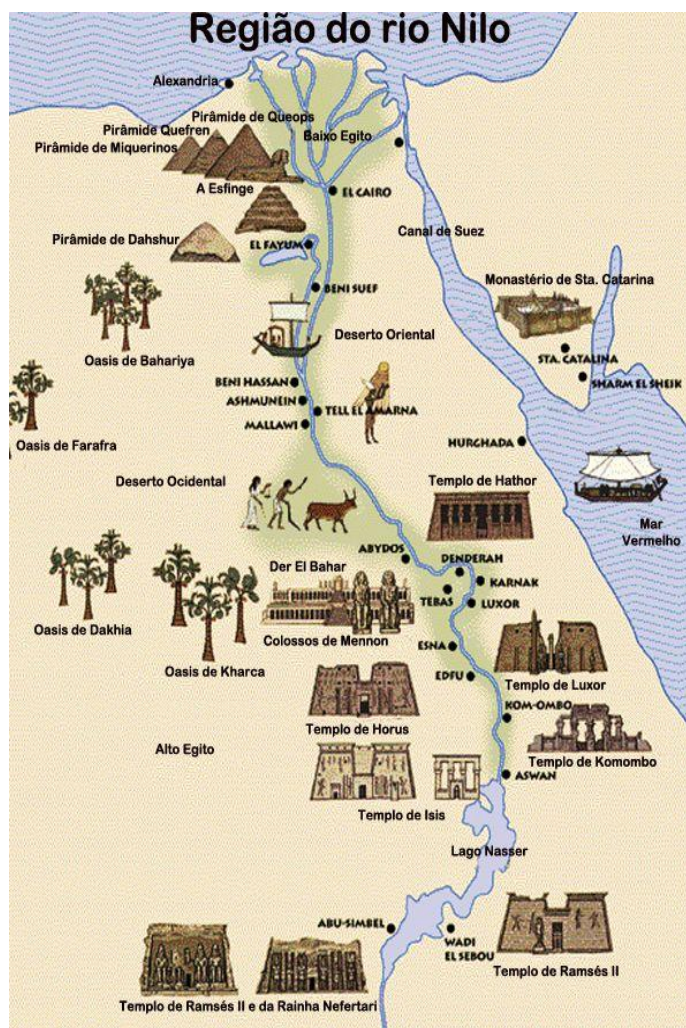 Região do rio Nilo
Alexandria
Pirâmide de Queops
Pirâmide Quefren
Baixo Egito
Pirâmide de Miquerinos
A Esfinge
EL CAIRO
Canal de Suez
Pirâmide de Dahshur
EL FAYUM
Monastério de Sta. Catarina
BENI SUEF
Deserto Oriental
Oasis de Bahariya
STA. CATALINA
SHARM EL SHEIK
BENI HASSAN
ASHMUNEIN
TELL EL AMARNA
MALLAWI
Oasis de Farafra
HURGHADA
Deserto Ocidental
Templo de Hathor
Mar
Vermelho
ABYDOS
DENDERAH
Der El Bahar
KARNAK
TEBAS
LUXOR
Oasis de Dakhia
Colossos de Mennon
Oasis de Kharca
ESNA
EDFU
Templo de Luxor
KOM-OMBO
Templo de Horus
Alto Egito
Templo de Komombo
ASWAN
Templo de Isis
Lago Nasser
ABU-SIMBEL
WADI
EL SEBOU
Templo de Ramsés II
Templo de Ramsés II e da Rainha Nefertari